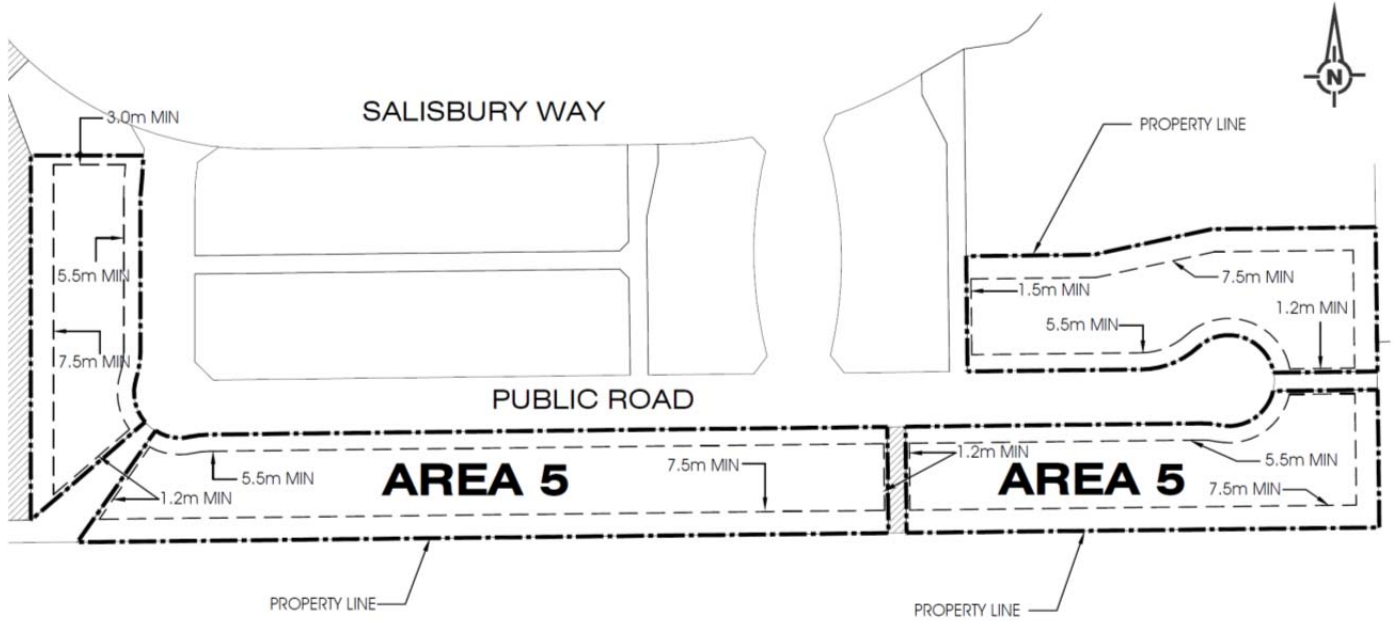 SALISBURY WAY
3.0m MIN
N
PROPERTY LINE
5.5m MIN
7.5m MIN
1.5m MIN
7.5m MIN
1.2m MIN
5.5m MIN
PUBLIC ROAD
5.5m MIN
1.2m MIN
AREA 5
7.5m MIN
1.2m MIN
AREA 5
5.5m MIN
7.5m MIN
PROPERTY LINE
PROPERTY LINE